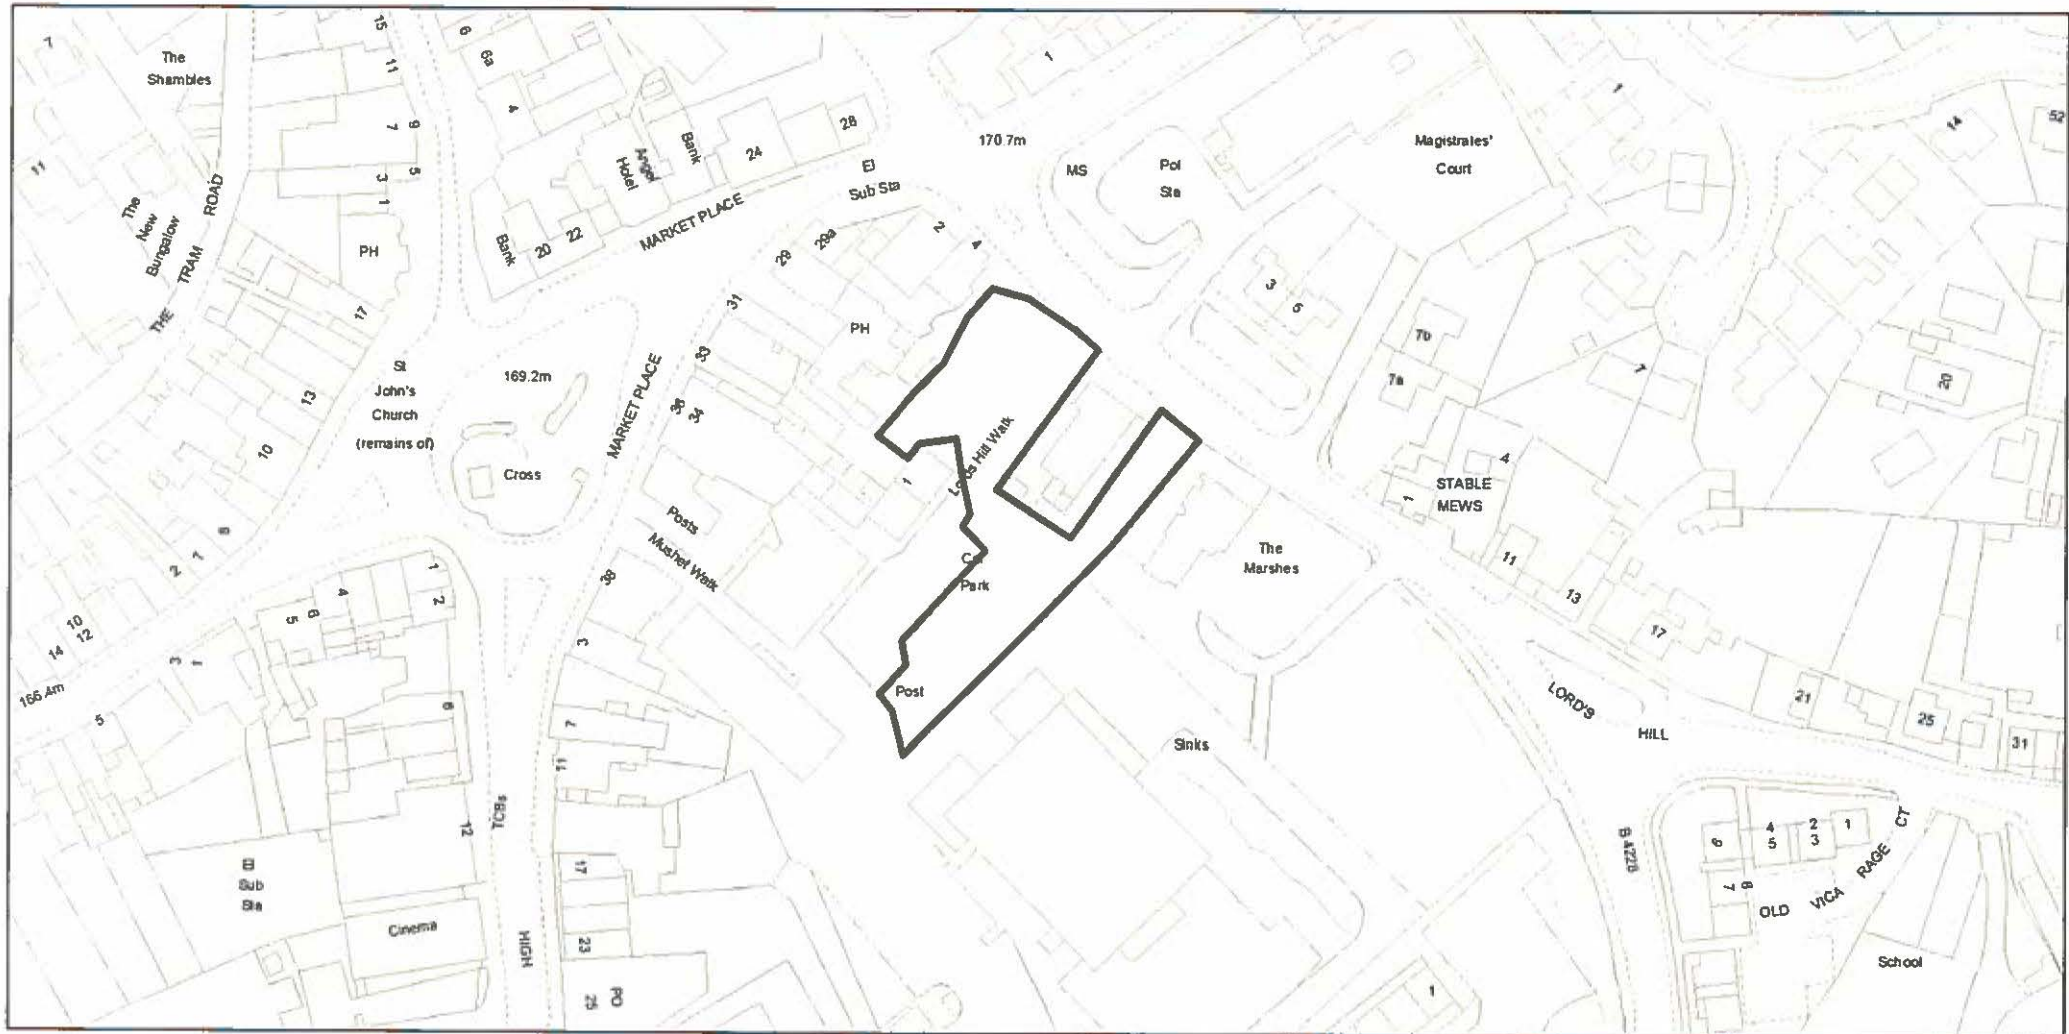 7
The
Shambles
15
11
9
7
5
3
1
PH
17
11
The
New
Bungalow
THE TRAM ROAD
6
6a
4
Angel
Hotel
Bank
24
28
El
Sub Sta
Bank
20
22
MARKET PLACE
170.7m
1
MS
Pol
Sta
Magistrates'
Court
1
14
52
29
29a
2
4
31
PH
33
3
7b
7a
7
20
St
John's
Church
(remains of)
13
10
169.2m
Cross
MARKET PLACE
34
1
Lords Hill Walk
Posts
Mushet Walk
38
Car
Park
Post
The
Marshes
4
STABLE
MEWS
1
11
13
17
21
25
31
LORD'S
HILL
8
7
2
10
12
14
166.4m
5
3
1
5
4
1
2
3
7
11
12
TCBs
El
Sub
Sta
Cinema
HIGH
17
23
25
PO
Sinks
B 4228
6
4
5
2
3
1
7
8
OLD VICARAGE CT
School
1